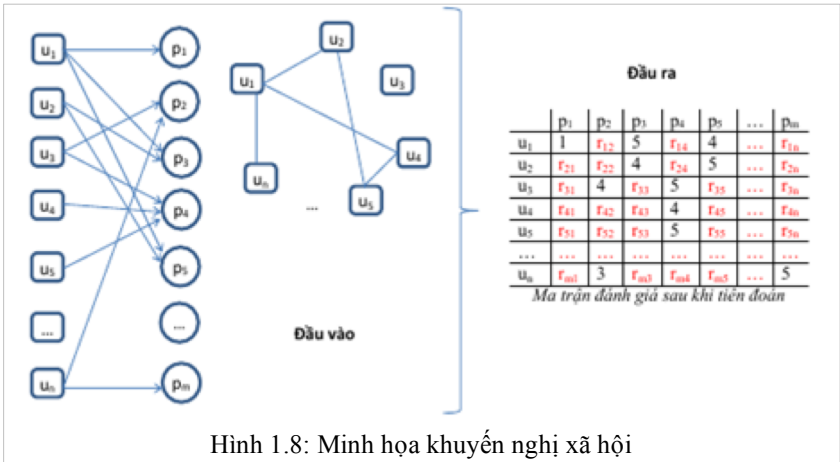 u1 p1
u2 p2
u3 p3
u4 p4
u5 p5
... ...
un pm
u2
u1
u3
u4
un
u5
...
Đầu vào
Đầu ra
p1 p2 p3 p4 p5 … pm
u1 1 r12 5 r14 4 … r1n
u2 r21 r22 4 r24 5 … r2n
u3 r31 4 r33 5 r35 … r3n
u4 r41 r42 r43 4 r45 … r4n
u5 r51 r52 r53 5 r55 … r5n
… … … … … … … …
un rm1 3 rm3 rm4 rm5 … 5
Ma trận đánh giá sau khi tiên đoán
Hình 1.8: Minh họa khuyến nghị xã hội